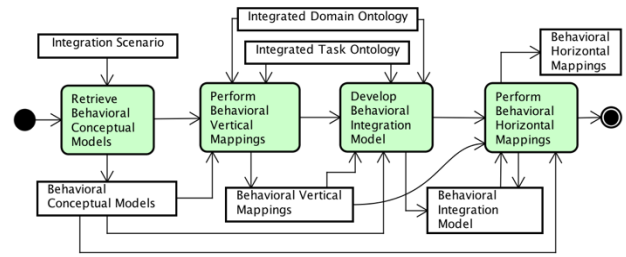 Integrated Domain Ontology
Integration Scenario
Integrated Task Ontology
Behavioral
Horizontal
Mappings
Retrieve
Behavioral
Conceptual
Models
Perform
Behavioral
Vertical
Mappings
Develop
Behavioral
Integration
Model
Perform
Behavioral
Horizontal
Mappings
Behavioral
Conceptual Models
Behavioral Vertical
Mappings
Behavioral
Integration
Model